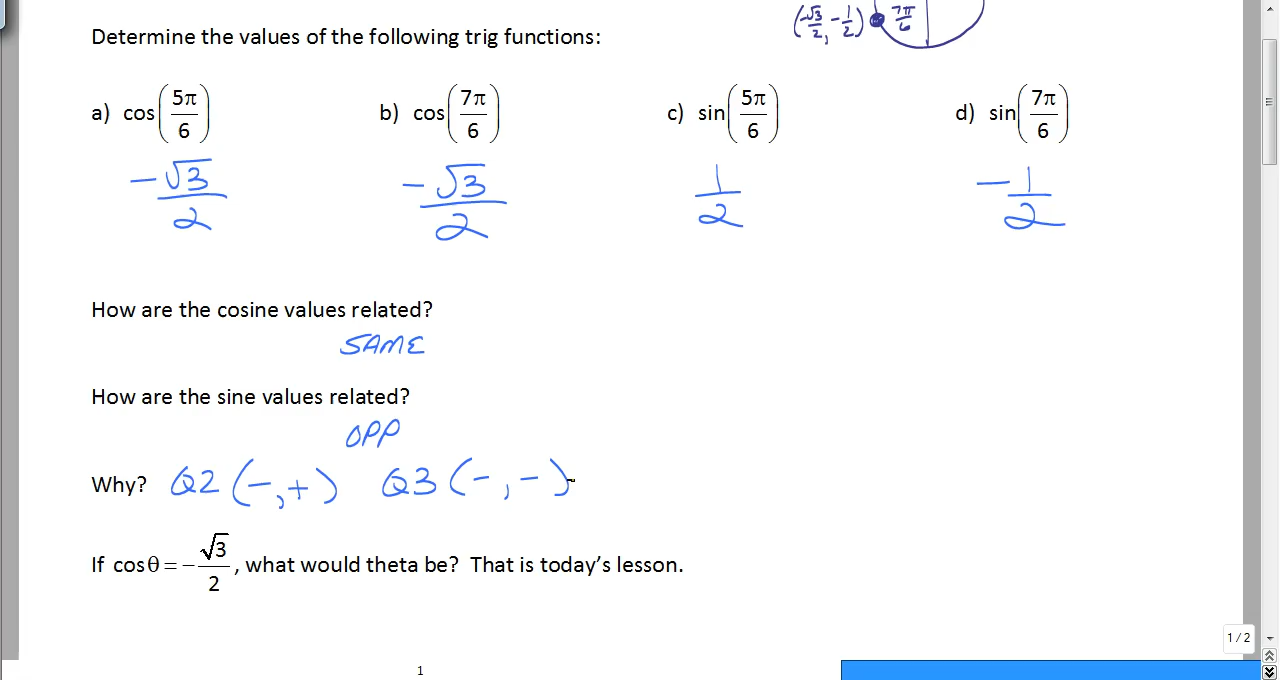 (-√3/2, -1/2) 7π/6
Determine the values of the following trig functions:
a) cos(5π/6) b) cos(7π/6) c) sin(5π/6) d) sin(7π/6)
-√3/2 -√3/2 1/2 -1/2
How are the cosine values related?
SAME
How are the sine values related?
OPP
Why? Q2 (-,+) Q3 (-,-)
If cosθ = -√3/2, what would theta be? That is today's lesson.
1 / 2
1